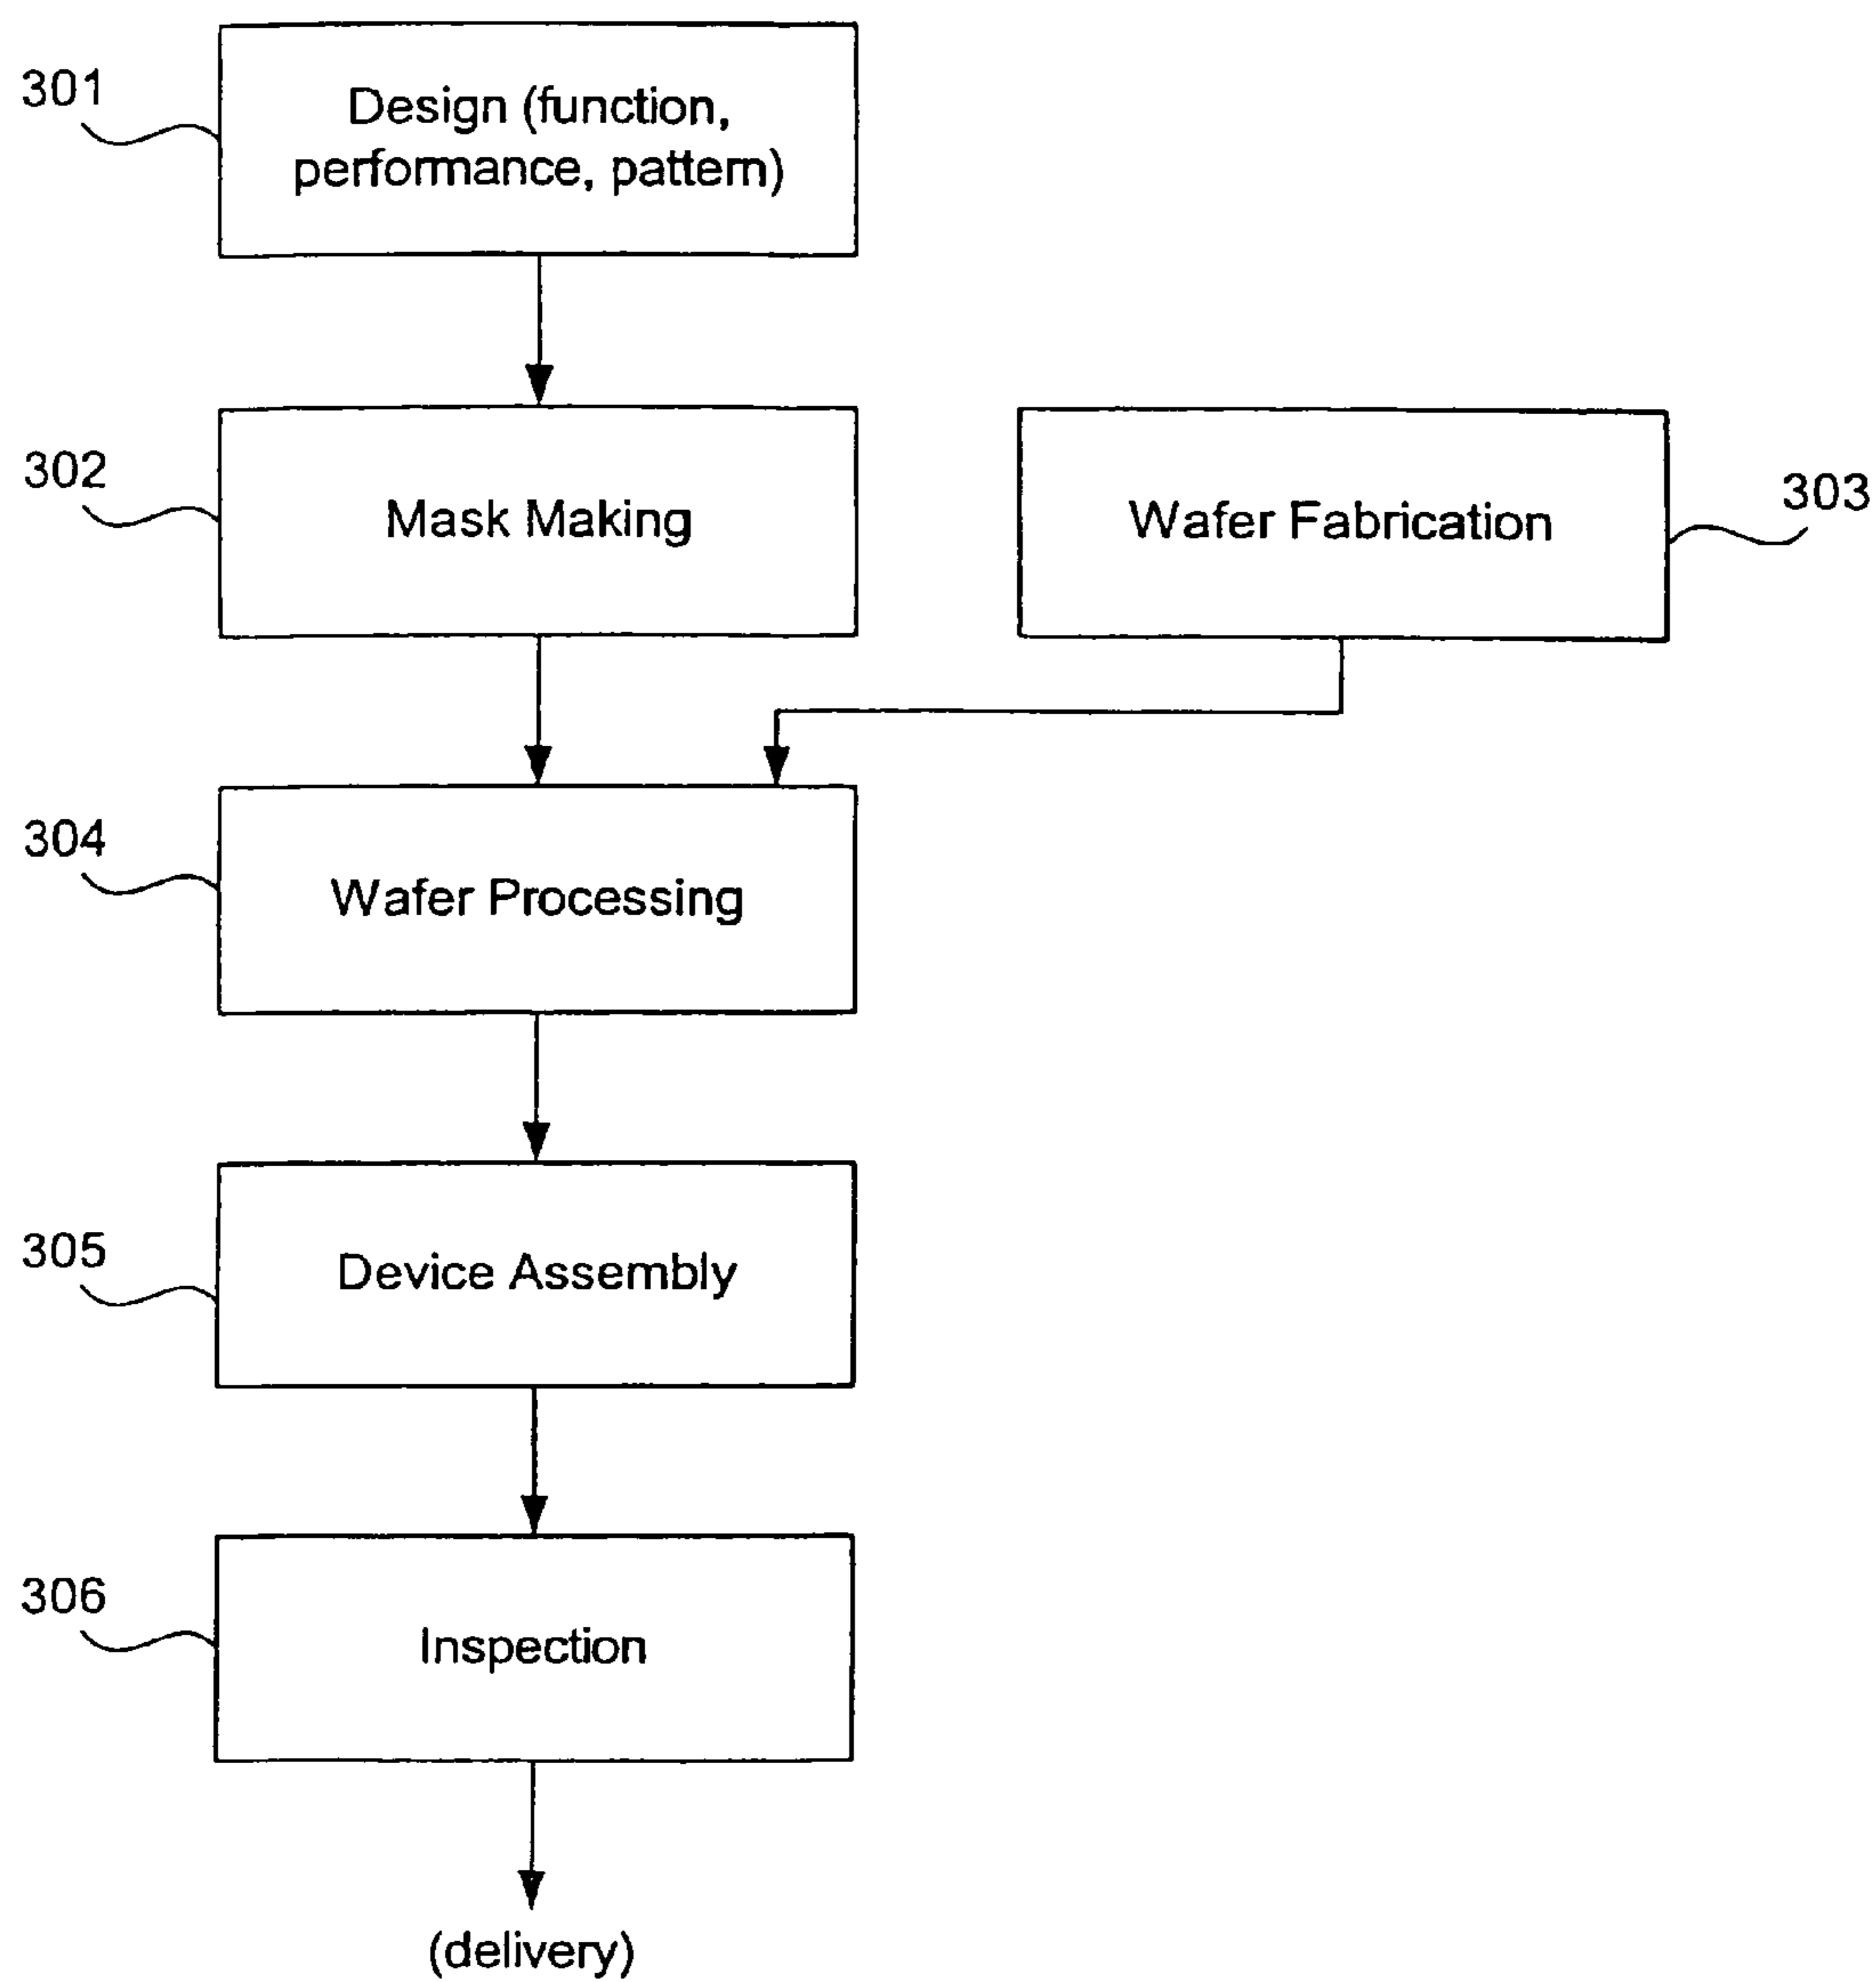 301
Design (function,
performance, pattern)
302
Mask Making
Wafer Fabrication
303
304
Wafer Processing
305
Device Assembly
306
Inspection
(delivery)